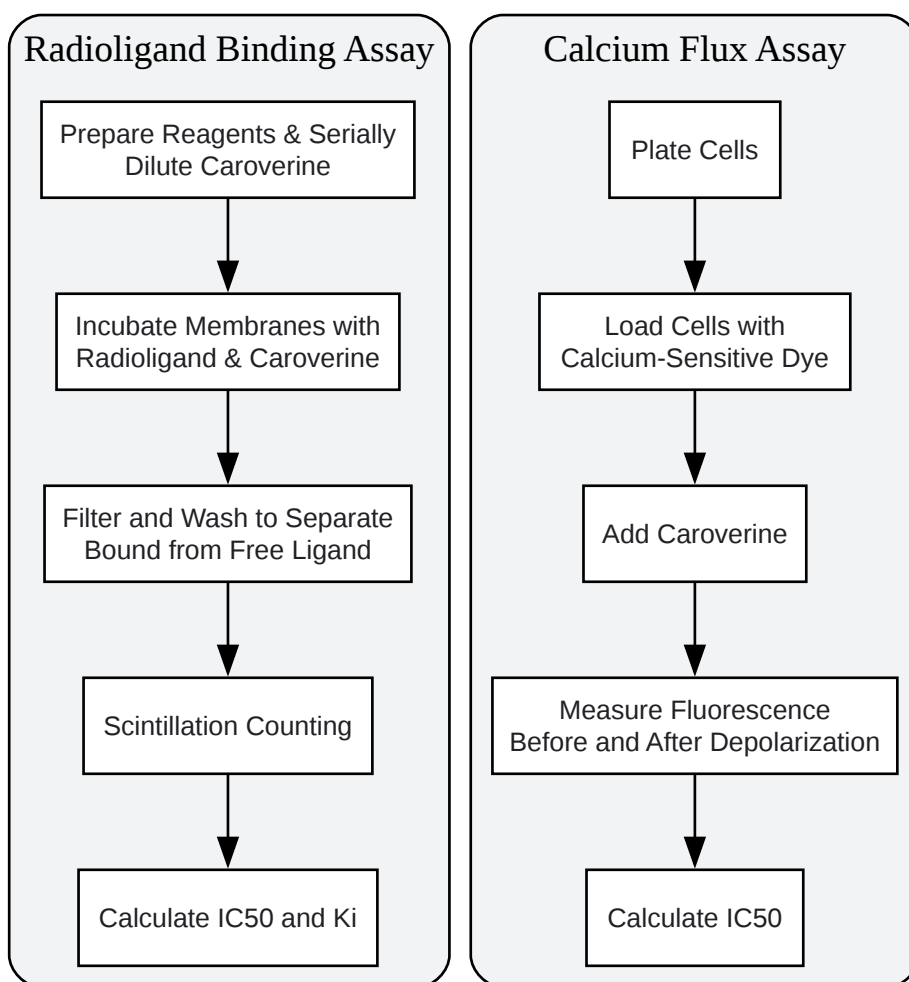 Radioligand Binding Assay
Prepare Reagents & Serially
Dilute Caroverine
Incubate Membranes with
Radioligand & Caroverine
Filter and Wash to Separate
Bound from Free Ligand
Scintillation Counting
Calculate IC50 and Ki
Calcium Flux Assay
Plate Cells
Load Cells with
Calcium-Sensitive Dye
Add Caroverine
Measure Fluorescence
Before and After Depolarization
Calculate IC50